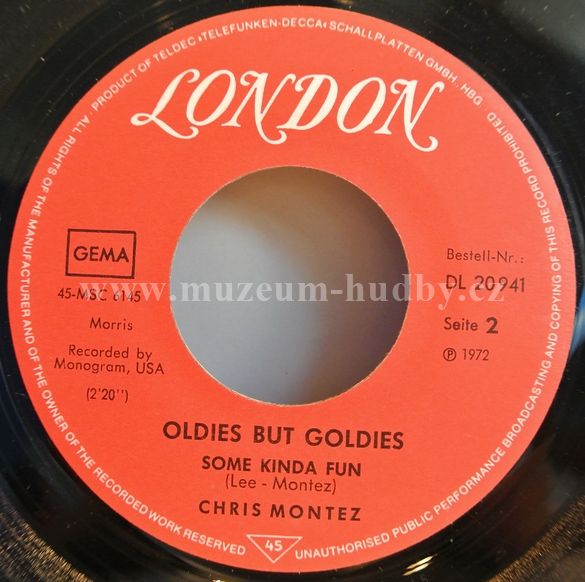 ALL RIGHTS OF THE MANUFACTURER AND OF THE OWNER OF THE RECORDED WORK RESERVED · PRODUCT OF TELDEC »TELEFUNKEN-DECCA« SCHALLPLATTEN GMBH., HBG.
UNAUTHORISED PUBLIC PERFORMANCE BROADCASTING AND COPYING OF THIS RECORD PROHIBITED
LONDON
GEMA
45-MSC 6145
Morris
Recorded by
Monogram, USA
(2'20'')
Bestell-Nr.:
DL 20 941
Seite 2
℗ 1972
www.muzeum-hudby.cz
OLDIES BUT GOLDIES
SOME KINDA FUN
(Lee - Montez)
CHRIS MONTEZ
45